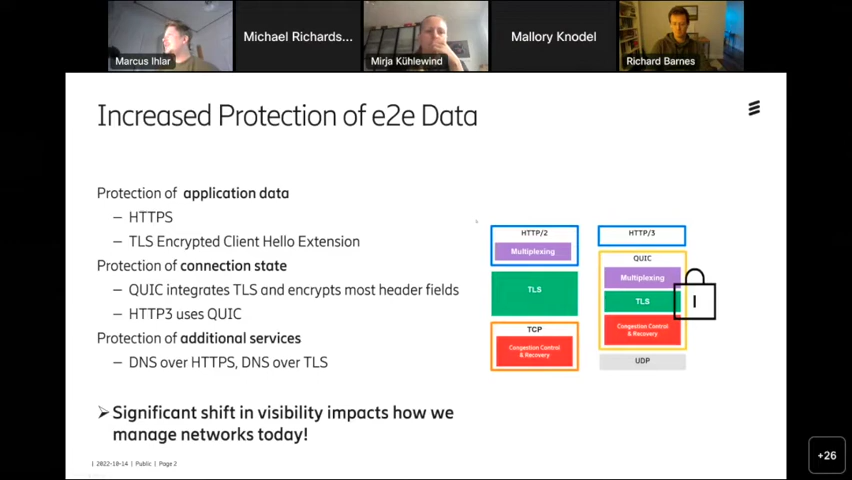 Marcus Ihlar
Michael Richards...
Mirja Kühlewind
Mallory Knodel
Richard Barnes
Increased Protection of e2e Data
Protection of application data
– HTTPS
– TLS Encrypted Client Hello Extension
Protection of connection state
– QUIC integrates TLS and encrypts most header fields
– HTTP3 uses QUIC
Protection of additional services
– DNS over HTTPS, DNS over TLS
➢ Significant shift in visibility impacts how we
manage networks today!
HTTP/2
Multiplexing
TLS
TCP
Congestion Control
& Recovery
HTTP/3
QUIC
Multiplexing
TLS
Congestion Control
& Recovery
UDP
| 2022-10-14 | Public | Page 2
+26